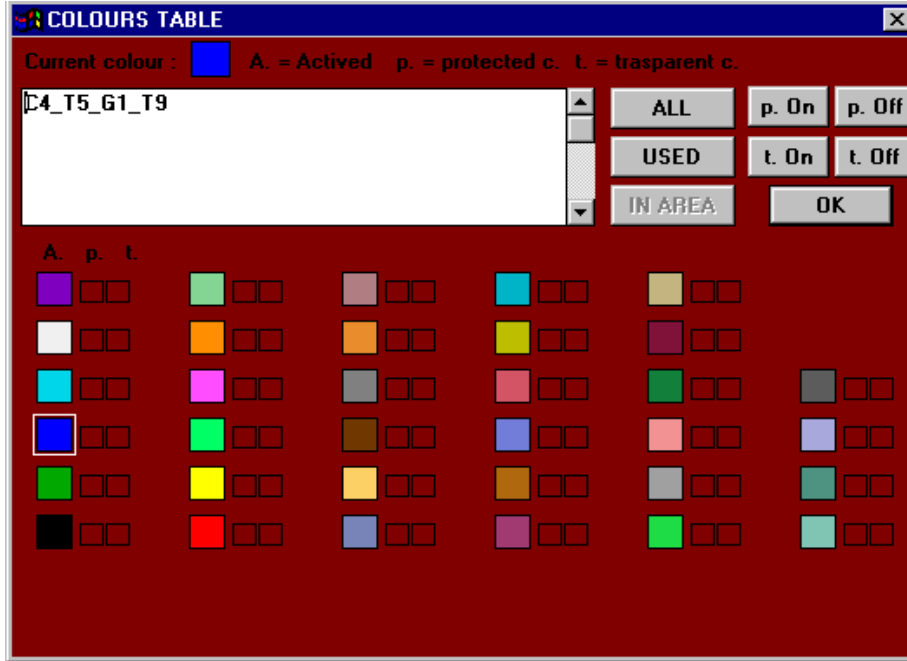 COLOURS TABLE
Current colour : A. = Actived p. = protected c. t. = trasparent c.
C4_T5_G1_T9
ALL p. On p. Off
USED t. On t. Off
IN AREA OK
A. p. t.